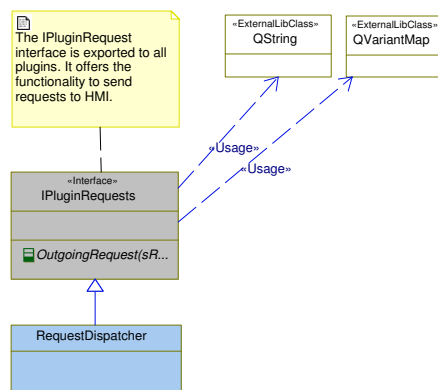 The IPluginRequest
interface is exported to all
plugins. It offers the
functionality to send
requests to HMI.
«ExternalLibClass»
QString
«ExternalLibClass»
QVariantMap
«Usage»
«Usage»
«Interface»
IPluginRequests
OutgoingRequest(sR...
RequestDispatcher